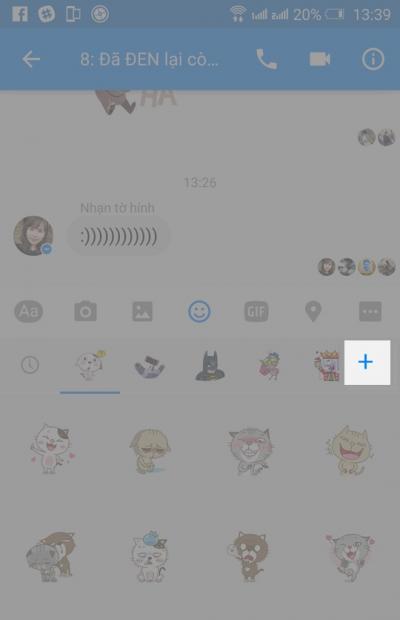 20% 13:39
8: Đã ĐEN lại cò...
HA
13:26
Nhạn tờ hính
:))))))))))))
Aa
GIF